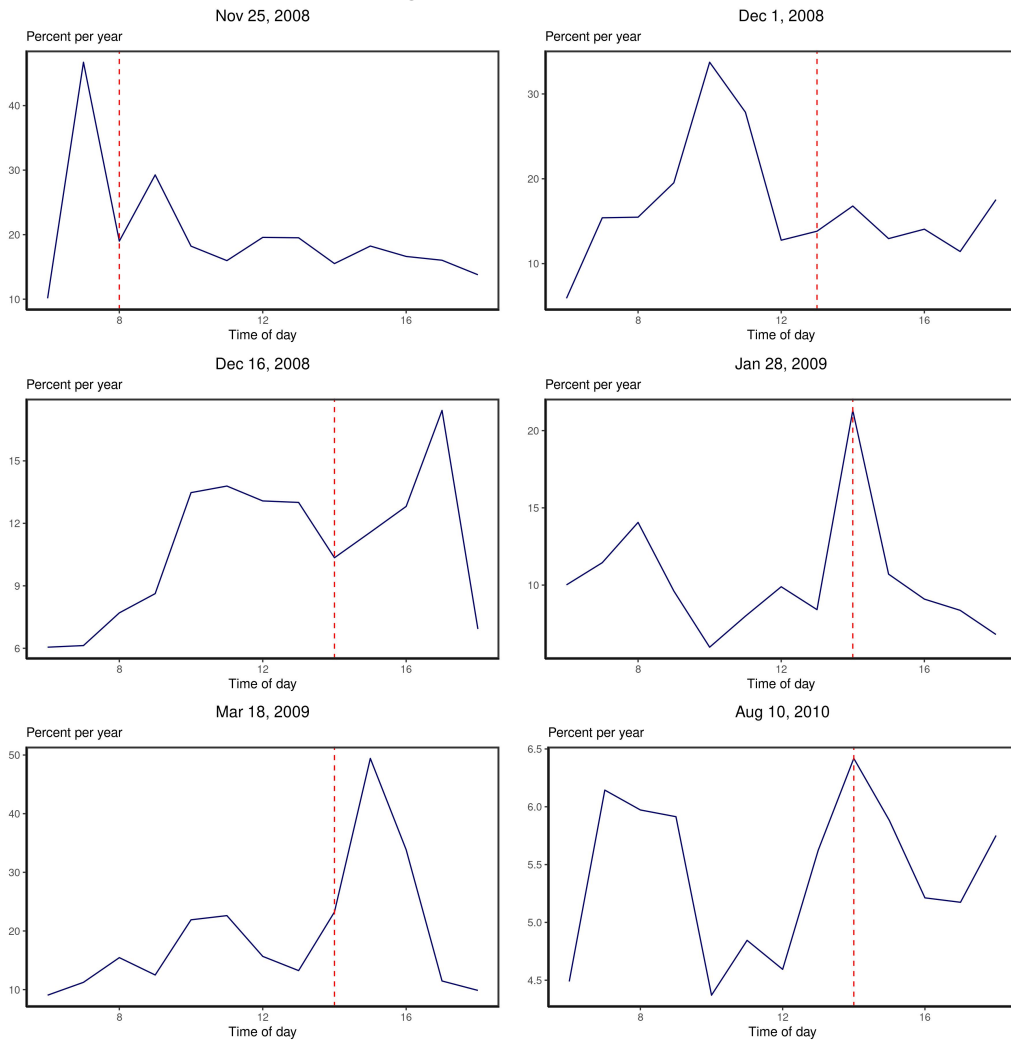 Nov 25, 2008
Percent per year
40
30
20
10
8 12 16
Time of day
Dec 1, 2008
Percent per year
30
20
10
8 12 16
Time of day
Dec 16, 2008
Percent per year
15
12
9
6
8 12 16
Time of day
Jan 28, 2009
Percent per year
20
15
10
8 12 16
Time of day
Mar 18, 2009
Percent per year
50
40
30
20
10
8 12 16
Time of day
Aug 10, 2010
Percent per year
6.5
6.0
5.5
5.0
4.5
8 12 16
Time of day